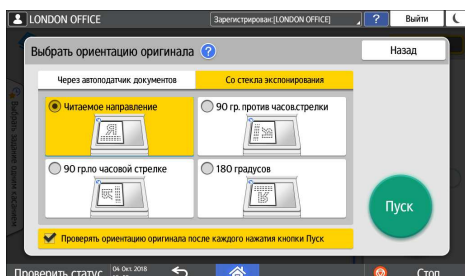 LONDON OFFICE
Зарегистрирован:[LONDON OFFICE]
?
Выйти
Выбрать ориентацию оригинала ?
Назад
Через автоподатчик документов
Со стекла экспонирования
Читаемое направление
90 гр. против часов.стрелки
Я
90 гр.по часовой стрелке
180 градусов
Пуск
Проверять ориентацию оригинала после каждого нажатия кнопки Пуск
Проверить статус
04 Окт. 2018
Стоп